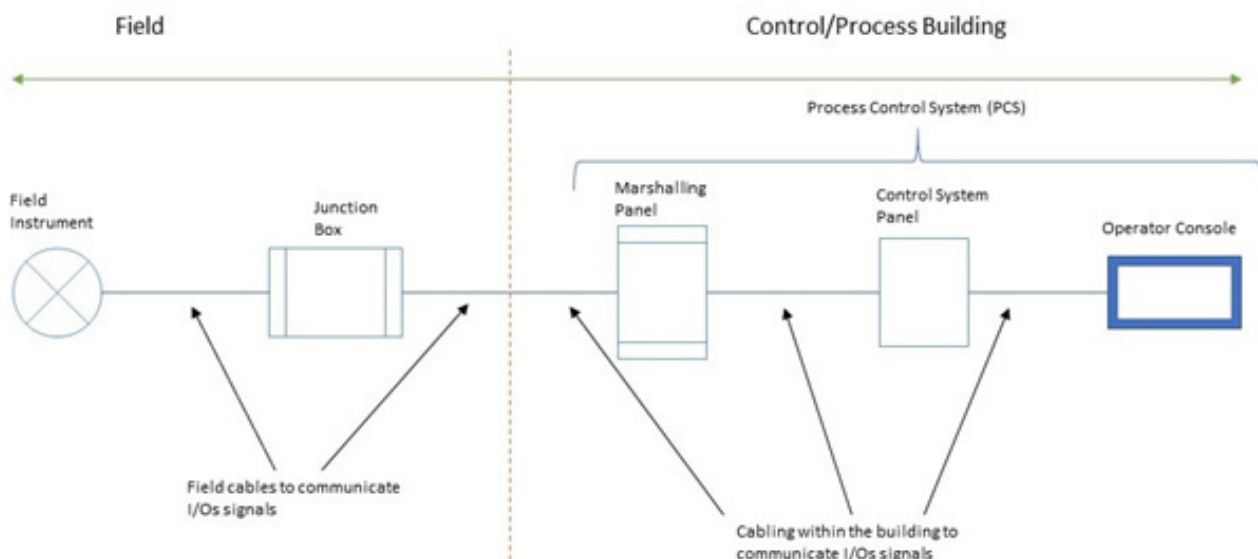 Field
Control/Process Building
Process Control System (PCS)
Field
Instrument
Junction
Box
Marshalling
Panel
Control System
Panel
Operator Console
Field cables to communicate
I/Os signals
Cabling within the building to
communicate I/Os signals